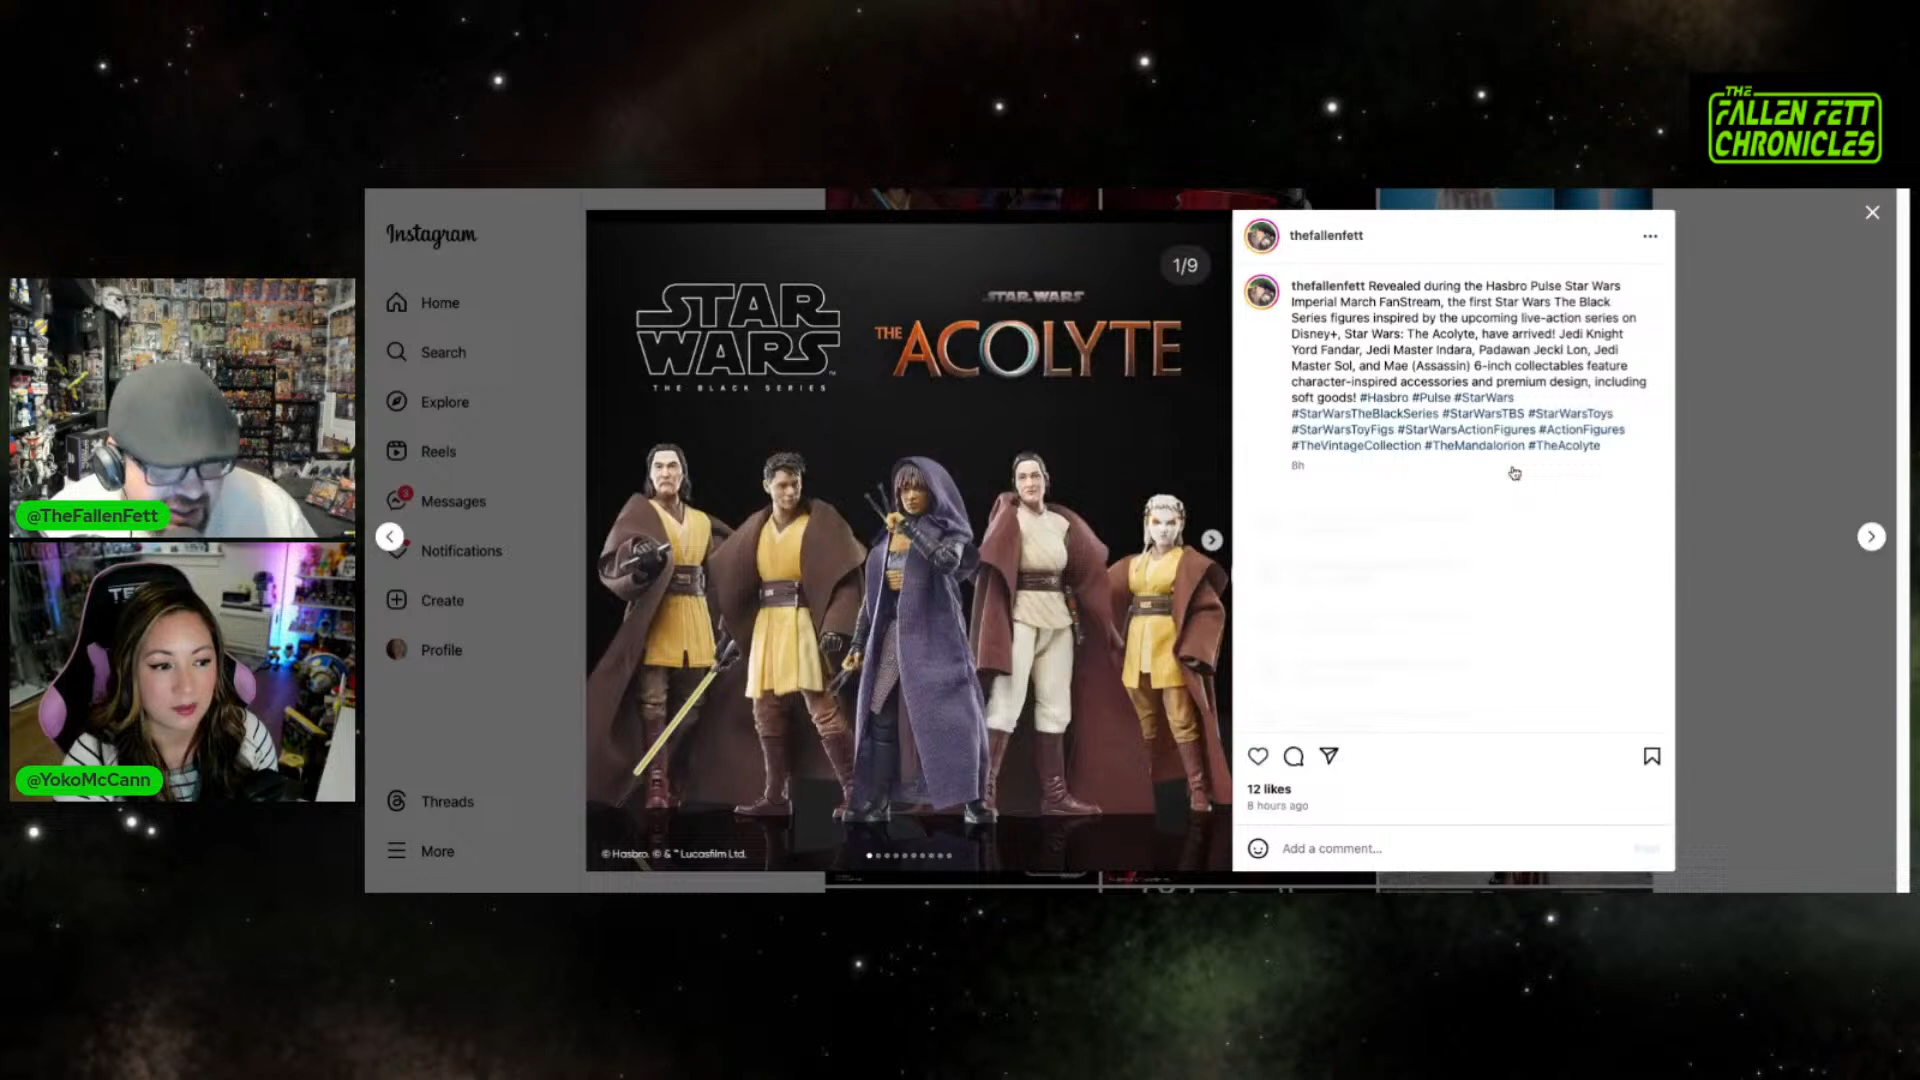 THE
FALLEN FETT
CHRONICLES
Instagram
Home
Search
Explore
Reels
3
Messages
Notifications
Create
Profile
Threads
More
@TheFallenFett
TE
@YokoMcCann
1/9
STAR
WARS
THE BLACK SERIES
STAR WARS
THE ACOLYTE
© Hasbro. © & ™ Lucasfilm Ltd.
thefallenfett
thefallenfett Revealed during the Hasbro Pulse Star Wars
Imperial March FanStream, the first Star Wars The Black
Series figures inspired by the upcoming live-action series on
Disney+, Star Wars: The Acolyte, have arrived! Jedi Knight
Yord Fandar, Jedi Master Indara, Padawan Jecki Lon, Jedi
Master Sol, and Mae (Assassin) 6-inch collectables feature
character-inspired accessories and premium design, including
soft goods! #Hasbro #Pulse #StarWars
#StarWarsTheBlackSeries #StarWarsTBS #StarWarsToys
#StarWarsToyFigs #StarWarsActionFigures #ActionFigures
#TheVintageCollection #TheMandalorion #TheAcolyte
8h
12 likes
8 hours ago
Add a comment...